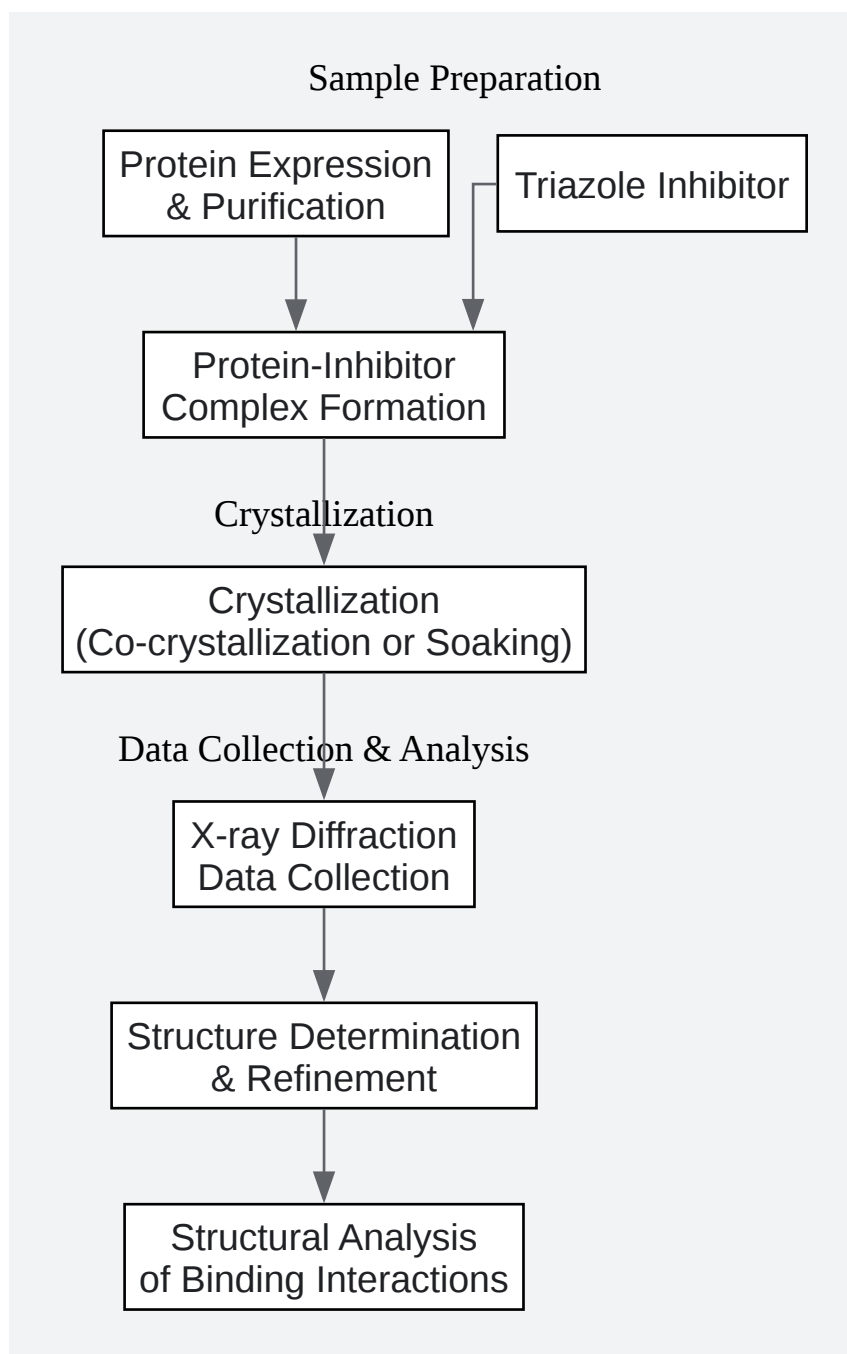 Sample Preparation
Protein Expression
& Purification
Triazole Inhibitor
Protein-Inhibitor
Complex Formation
Crystallization
Crystallization
(Co-crystallization or Soaking)
Data Collection & Analysis
X-ray Diffraction
Data Collection
Structure Determination
& Refinement
Structural Analysis
of Binding Interactions